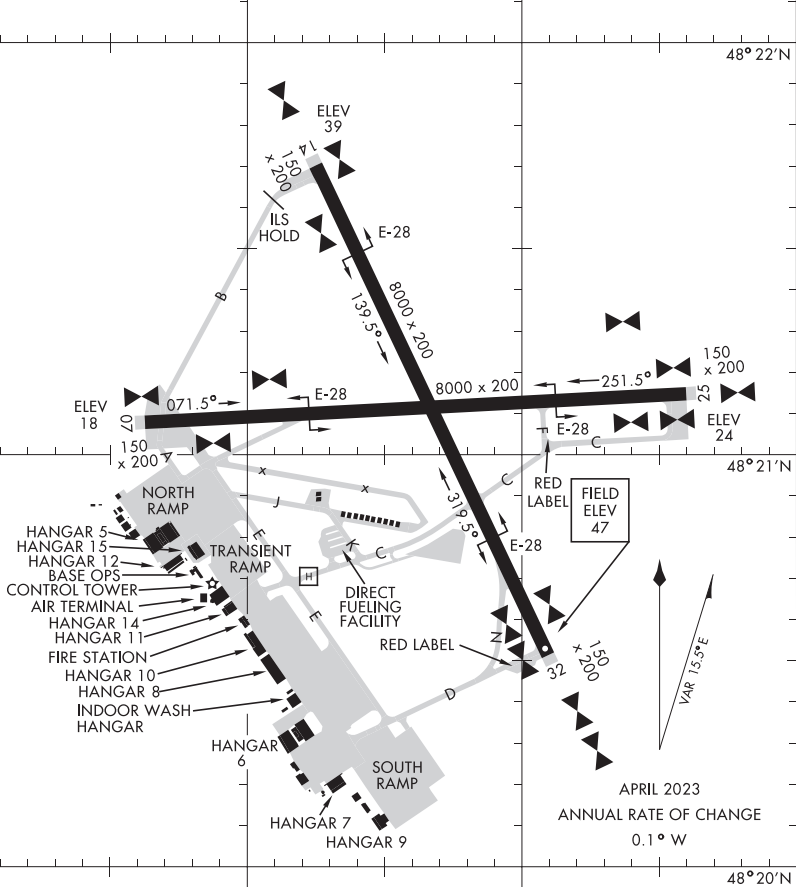 48° 22'N
ELEV
39
14
150
x 200
ILS
HOLD
E-28
B
139.5°
8000 x 200
150
x 200
071.5°
E-28
8000 x 200
251.5°
25
ELEV
18
07
ELEV
24
E-28
F
C
150
x 200
A
48° 21'N
x
x
C
RED
LABEL
FIELD
ELEV
47
NORTH
RAMP
J
319.5°
E
HANGAR 5
HANGAR 15
HANGAR 12
BASE OPS
CONTROL TOWER
AIR TERMINAL
HANGAR 14
HANGAR 11
FIRE STATION
HANGAR 10
HANGAR 8
INDOOR WASH
HANGAR
TRANSIENT
RAMP
K
C
E-28
H
DIRECT
FUELING
FACILITY
E
N
RED LABEL
32
150
x 200
D
VAR 15.5° E
HANGAR
6
SOUTH
RAMP
HANGAR 7
HANGAR 9
APRIL 2023
ANNUAL RATE OF CHANGE
0.1° W
48° 20'N